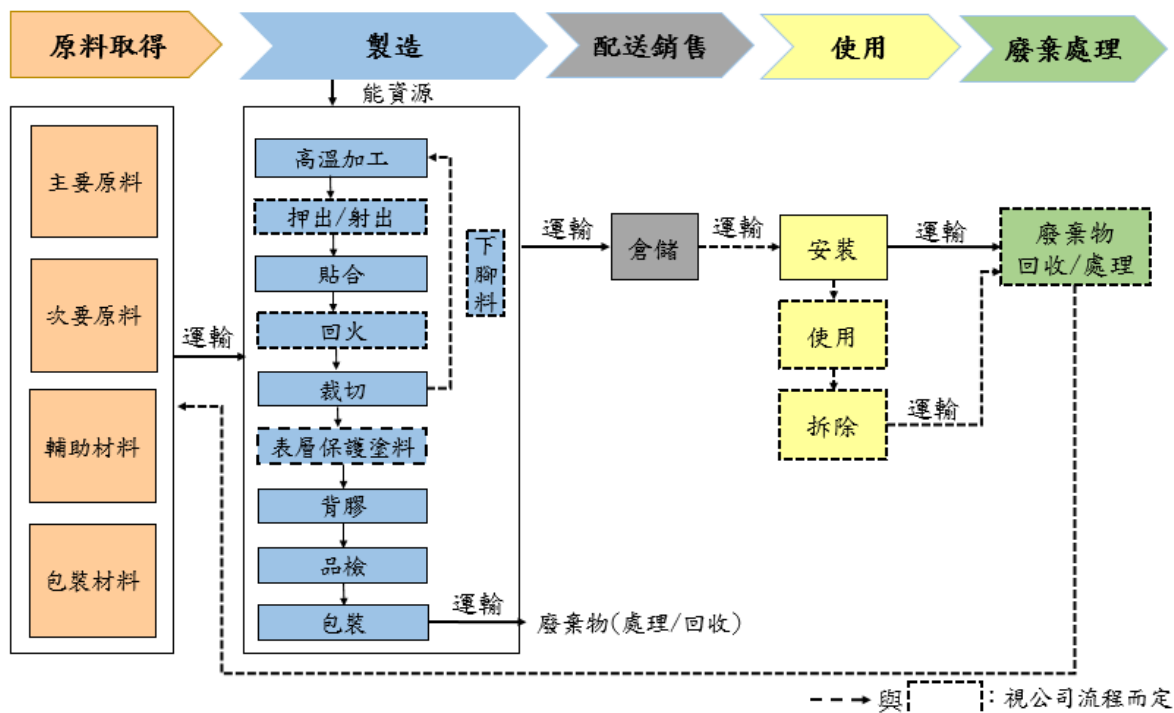 原料取得
製造
配送銷售
使用
廢棄處理
能資源
主要原料
次要原料
輔助材料
包裝材料
運輸
高溫加工
押出/射出
貼合
回火
裁切
表層保護塗料
背膠
品檢
包裝
下
腳
料
運輸
廢棄物(處理/回收)
運輸
倉儲
運輸
安裝
使用
拆除
運輸
運輸
廢棄物
回收/處理
與
:視公司流程而定